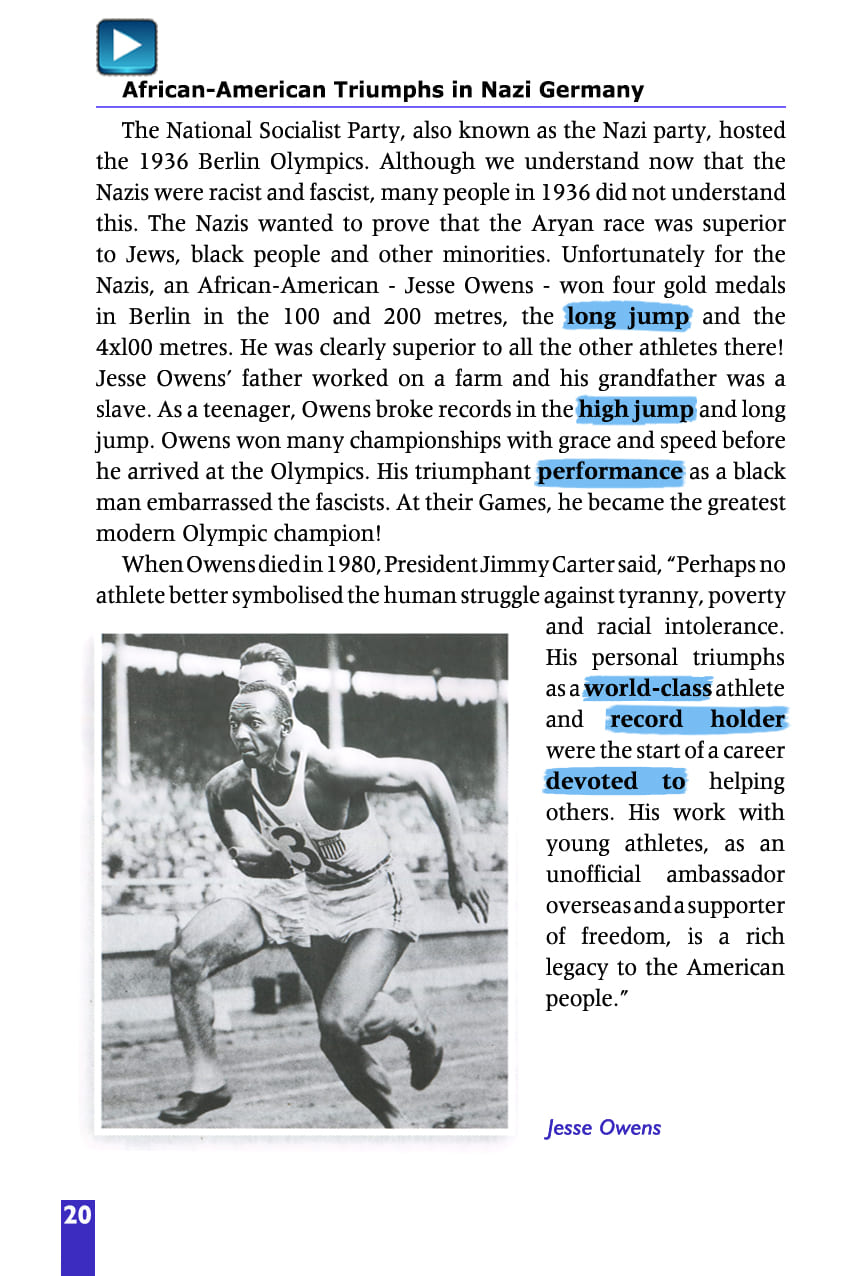 African-American Triumphs in Nazi Germany
The National Socialist Party, also known as the Nazi party, hosted
the 1936 Berlin Olympics. Although we understand now that the
Nazis were racist and fascist, many people in 1936 did not understand
this. The Nazis wanted to prove that the Aryan race was superior
to Jews, black people and other minorities. Unfortunately for the
Nazis, an African-American - Jesse Owens - won four gold medals
in Berlin in the 100 and 200 metres, the long jump and the
4xl00 metres. He was clearly superior to all the other athletes there!
Jesse Owens’ father worked on a farm and his grandfather was a
slave. As a teenager, Owens broke records in the high jump and long
jump. Owens won many championships with grace and speed before
he arrived at the Olympics. His triumphant performance as a black
man embarrassed the fascists. At their Games, he became the greatest
modern Olympic champion!
When Owens died in 1980, President Jimmy Carter said, “Perhaps no
athlete better symbolised the human struggle against tyranny, poverty
and racial intolerance.
His personal triumphs
as a world-class athlete
and record holder
were the start of a career
devoted to helping
others. His work with
young athletes, as an
unofficial ambassador
overseas and a supporter
of freedom, is a rich
legacy to the American
people.”
3
Jesse Owens
20